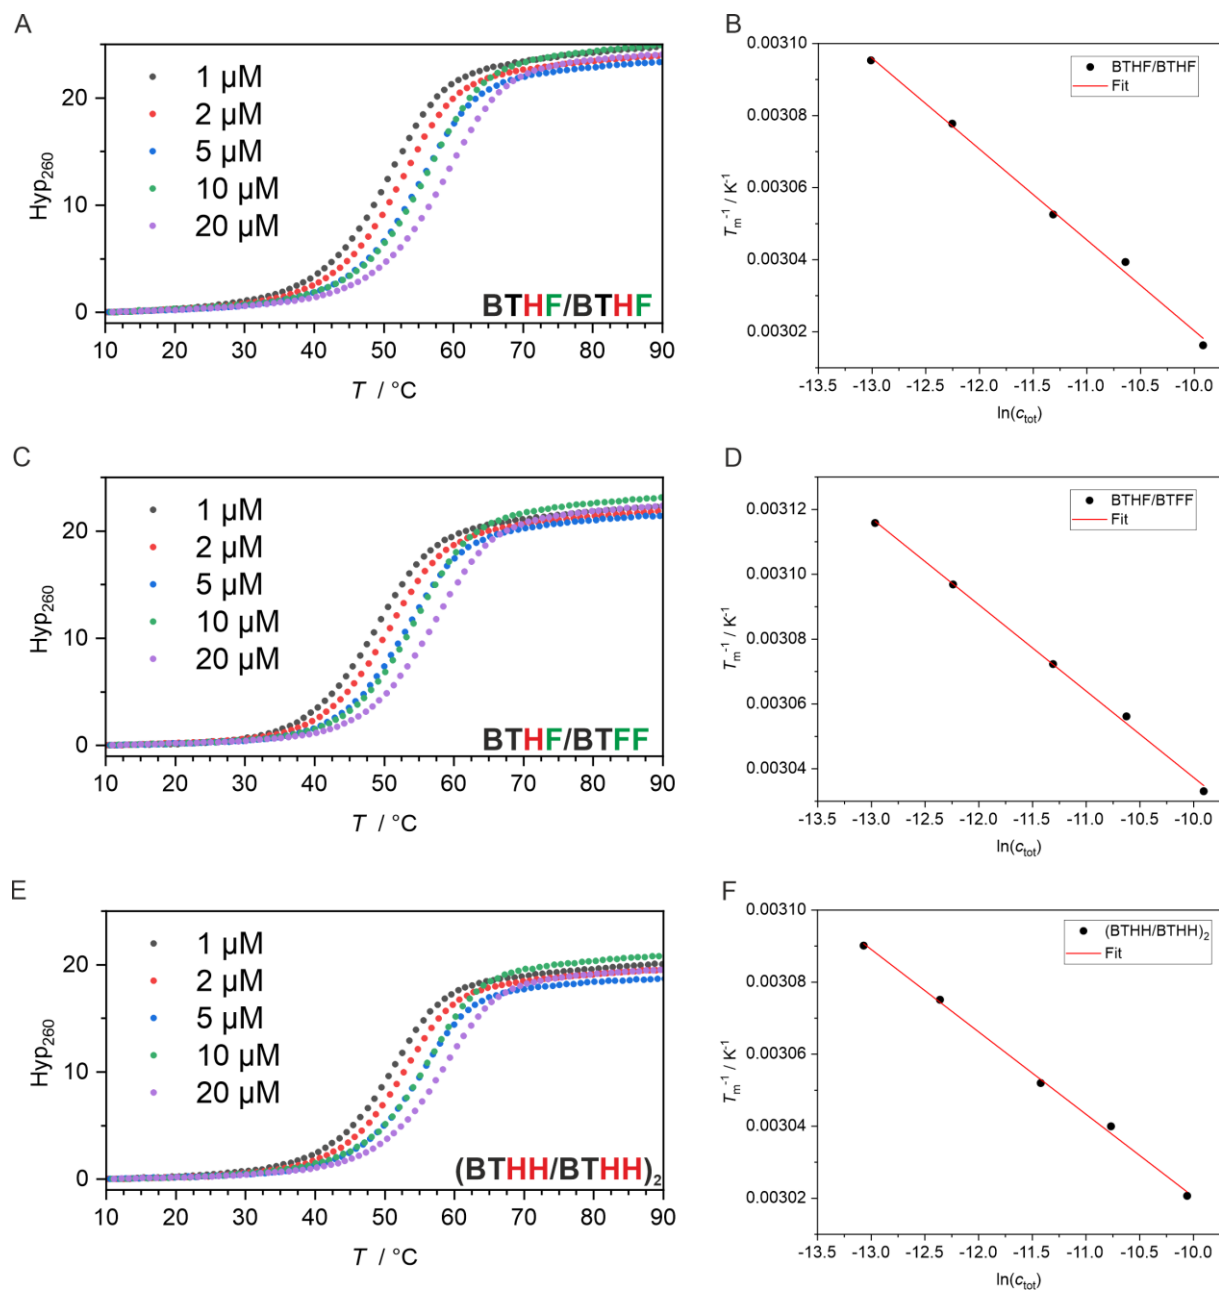 A
1 µM
2 µM
5 µM
10 µM
20 µM
Hyp260
20
10
0
10 20 30 40 50 60 70 80 90
T / °C
BTHF/BTHF
B
BTHF/BTHF
Fit
Tm-1 / K-1
0.00310
0.00308
0.00306
0.00304
0.00302
-13.5 -13.0 -12.5 -12.0 -11.5 -11.0 -10.5 -10.0
ln(ctot)
C
1 µM
2 µM
5 µM
10 µM
20 µM
Hyp260
20
10
0
10 20 30 40 50 60 70 80 90
T / °C
BTHF/BTFF
D
BTHF/BTFF
Fit
Tm-1 / K-1
0.00312
0.00310
0.00308
0.00306
0.00304
-13.5 -13.0 -12.5 -12.0 -11.5 -11.0 -10.5 -10.0
ln(ctot)
E
1 µM
2 µM
5 µM
10 µM
20 µM
Hyp260
20
10
0
10 20 30 40 50 60 70 80 90
T / °C
(BTHH/BTHH)2
F
(BTHH/BTHH)2
Fit
Tm-1 / K-1
0.00310
0.00308
0.00306
0.00304
0.00302
-13.5 -13.0 -12.5 -12.0 -11.5 -11.0 -10.5 -10.0
ln(ctot)